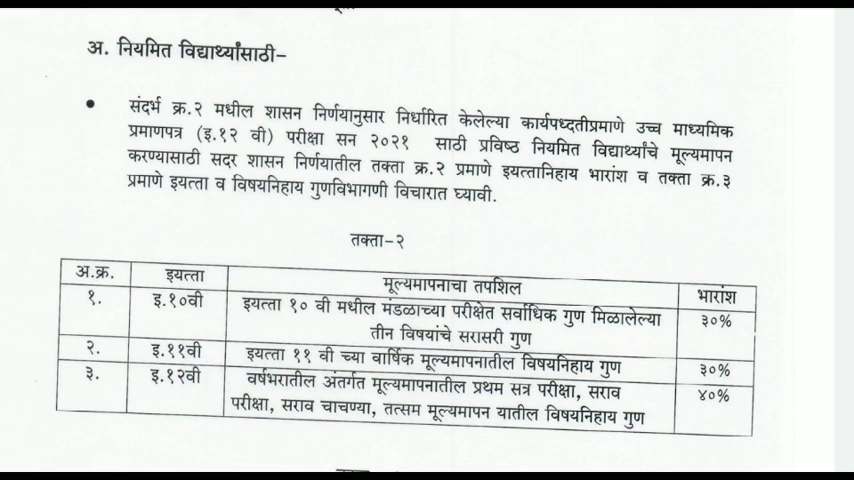 अ. नियमित विद्यार्थ्यांसाठी-
• संदर्भ क्र.२ मधील शासन निर्णयानुसार निर्धारित केलेल्या कार्यपध्दतीप्रमाणे उच्च माध्यमिक
प्रमाणपत्र (इ.१२ वी) परीक्षा सन २०२१ साठी प्रविष्ठ नियमित विद्यार्थ्यांचे मूल्यमापन
करण्यासाठी सदर शासन निर्णयातील तक्ता क्र.२ प्रमाणे इयत्तानिहाय भारांश व तक्ता क्र.३
प्रमाणे इयत्ता व विषयनिहाय गुणविभागणी विचारात घ्यावी.
तक्ता-२
अ.क्र. इयत्ता मूल्यमापनाचा तपशिल भारांश
१. इ.१०वी इयत्ता १० वी मधील मंडळाच्या परीक्षेत सर्वाधिक गुण मिळालेल्या ३०%
तीन विषयांचे सरासरी गुण
२. इ.११वी इयत्ता ११ वी च्या वार्षिक मूल्यमापनातील विषयनिहाय गुण ३०%
३. इ.१२वी वर्षभरातील अंतर्गत मूल्यमापनातील प्रथम सत्र परीक्षा, सराव ४०%
परीक्षा, सराव चाचण्या, तत्सम मूल्यमापन यातील विषयनिहाय गुण